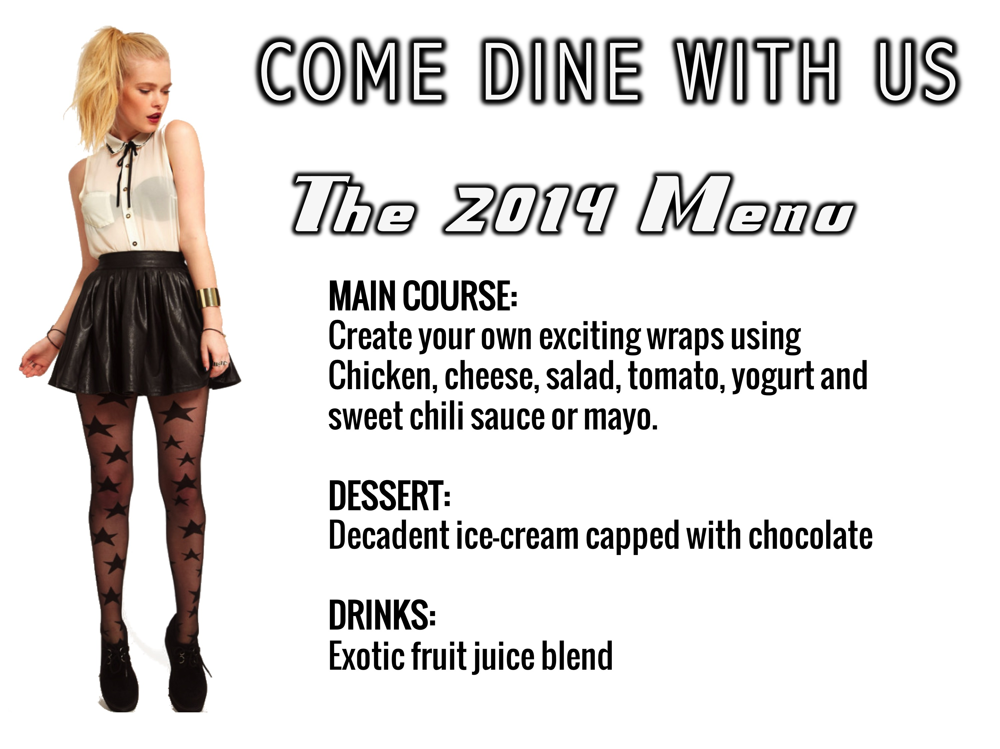 COME DINE WITH US
The 2014 Menu
MAIN COURSE:
Create your own exciting wraps using
Chicken, cheese, salad, tomato, yogurt and
sweet chili sauce or mayo.
DESSERT:
Decadent ice-cream capped with chocolate
DRINKS:
Exotic fruit juice blend